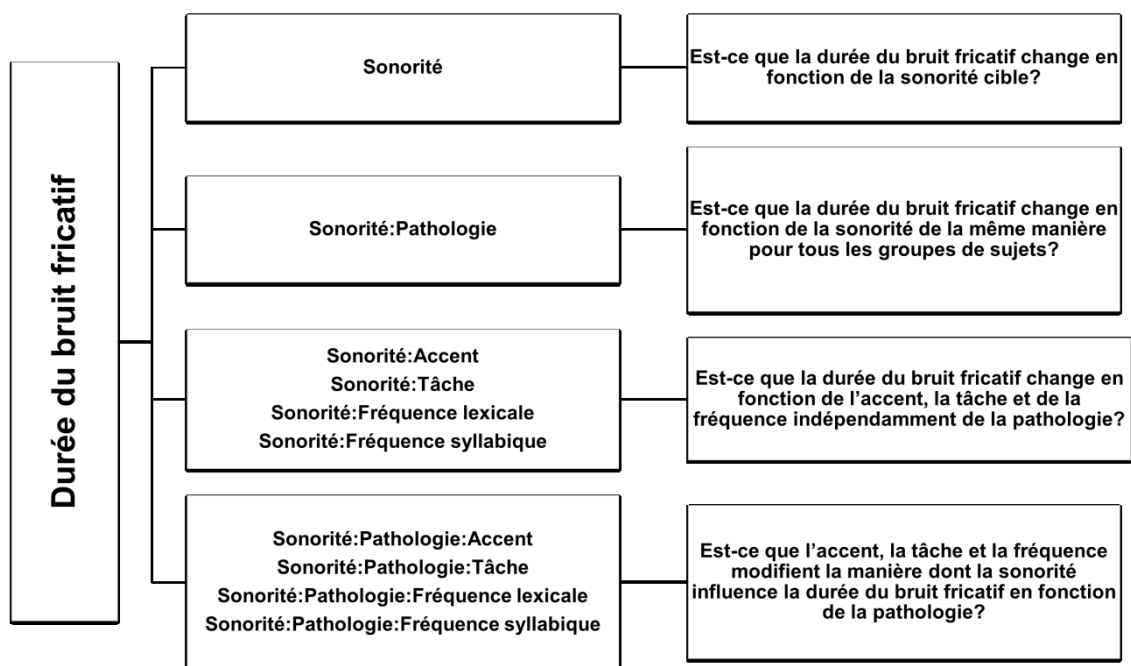 Durée du bruit fricatif
Sonorité
Est-ce que la durée du bruit fricatif change en
fonction de la sonorité cible?
Sonorité:Pathologie
Est-ce que la durée du bruit fricatif change en
fonction de la sonorité de la même manière
pour tous les groupes de sujets?
Sonorité:Accent
Sonorité:Tâche
Sonorité:Fréquence lexicale
Sonorité:Fréquence syllabique
Est-ce que la durée du bruit fricatif change en
fonction de l’accent, la tâche et de la
fréquence indépendamment de la pathologie?
Sonorité:Pathologie:Accent
Sonorité:Pathologie:Tâche
Sonorité:Pathologie:Fréquence lexicale
Sonorité:Pathologie:Fréquence syllabique
Est-ce que l’accent, la tâche et la fréquence
modifient la manière dont la sonorité
influence la durée du bruit fricatif en fonction
de la pathologie?